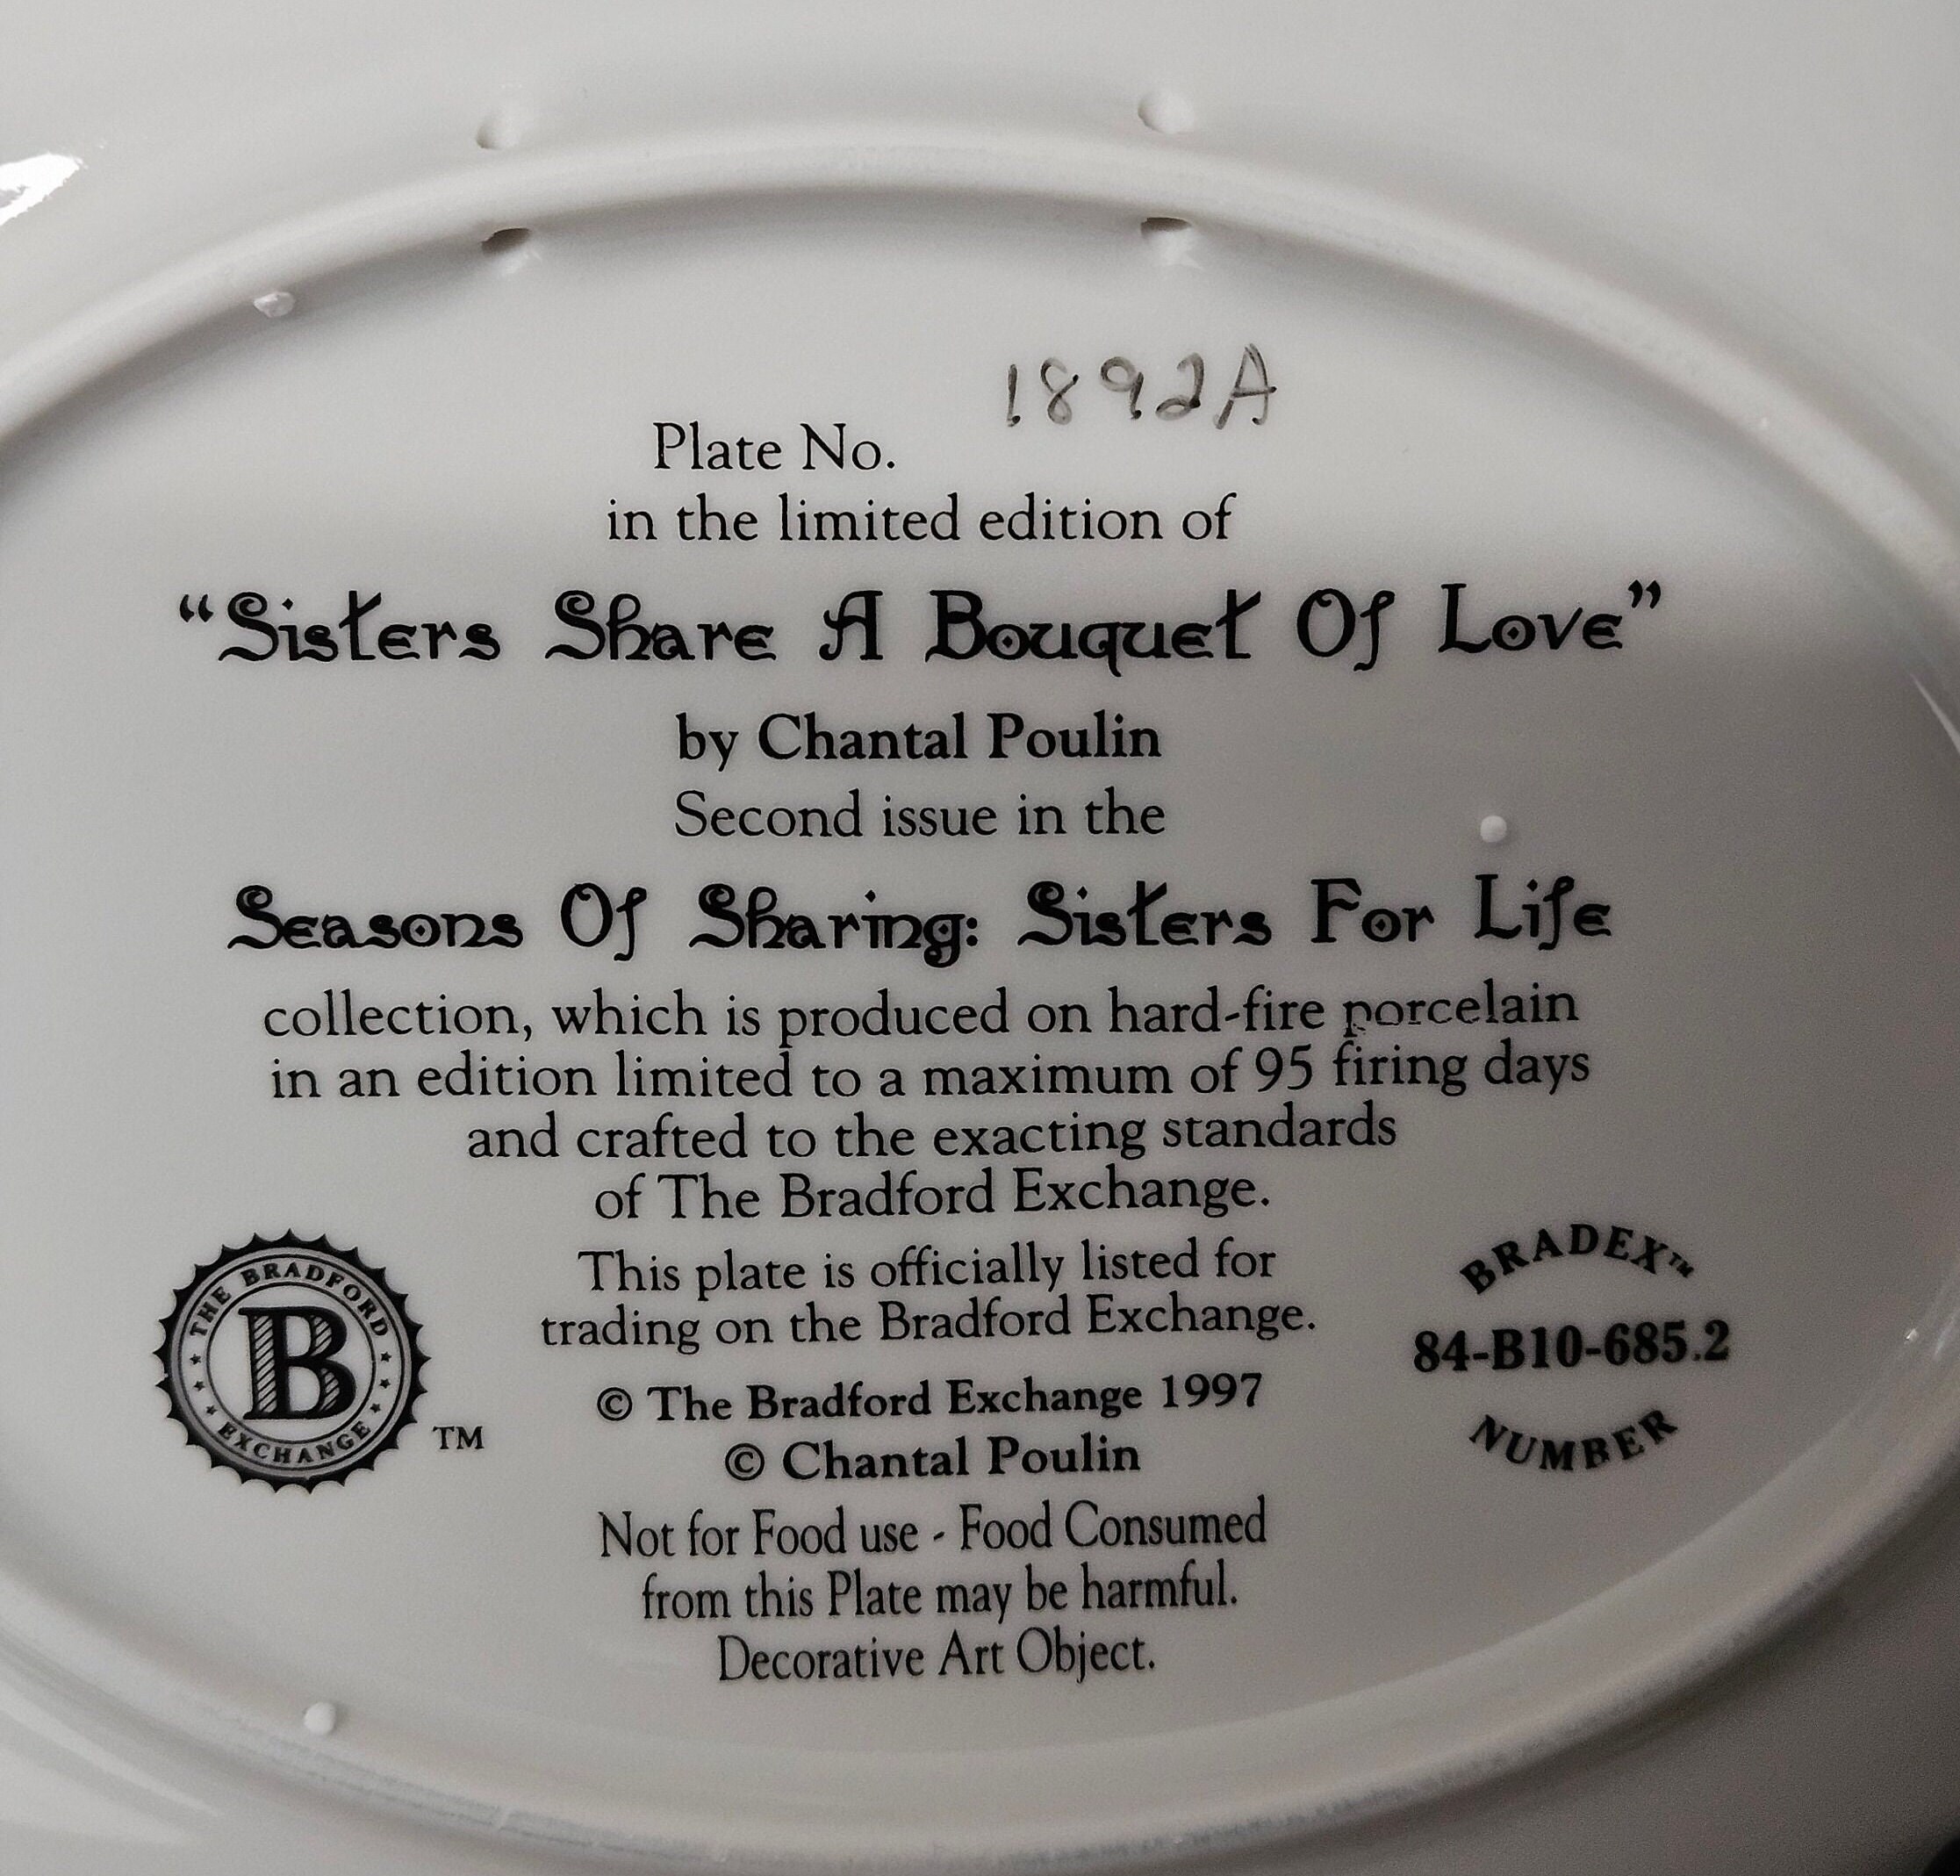 1892A
Plate No.
in the limited edition of
“Sisters Share A Bouquet Of Love”
by Chantal Poulin
Second issue in the
Seasons Of Sharing: Sisters For Life
collection, which is produced on hard-fire porcelain
in an edition limited to a maximum of 95 firing days
and crafted to the exacting standards
of The Bradford Exchange.
This plate is officially listed for
trading on the Bradford Exchange.
© The Bradford Exchange 1997
© Chantal Poulin
Not for Food use - Food Consumed
from this Plate may be harmful.
Decorative Art Object.
THE BRADFORD
B
EXCHANGE
TM
BRADEX™
84-B10-685.2
NUMBER